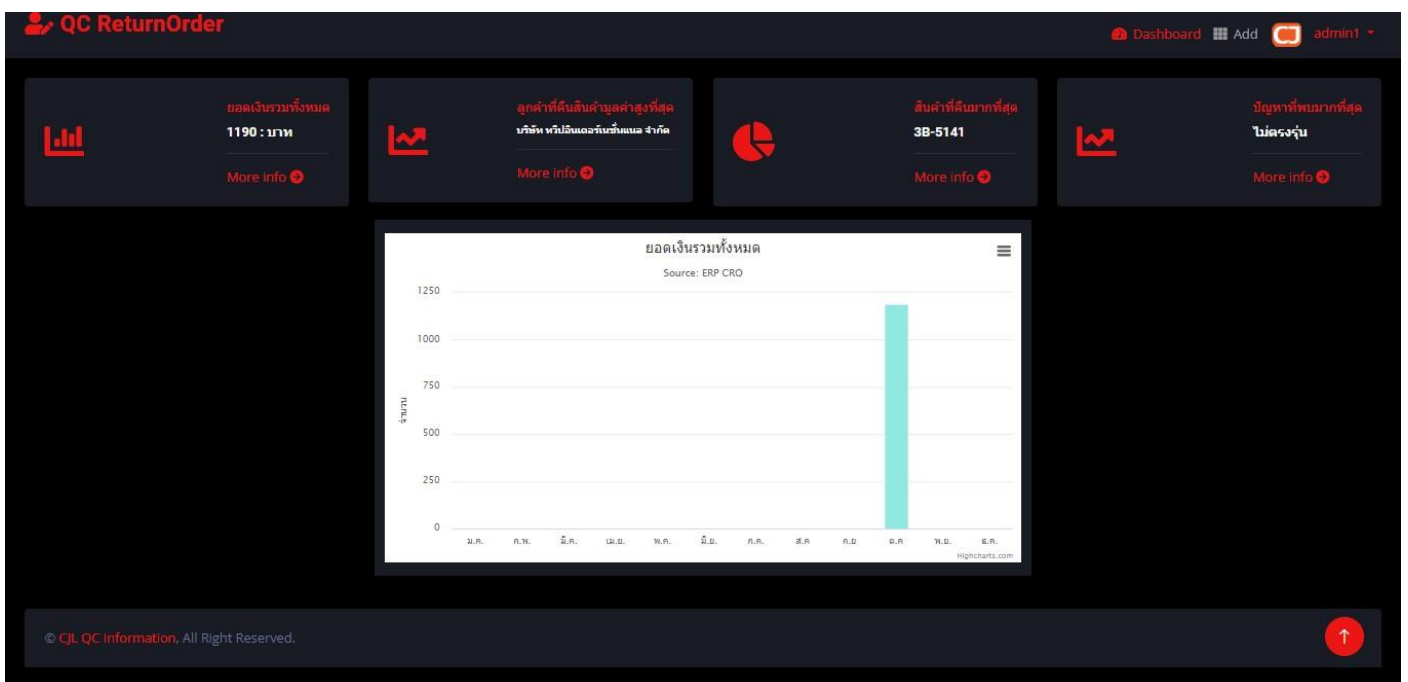 QC ReturnOrder
Dashboard Add CJ admin1
ยอดเงินรวมทั้งหมด
1190 : บาท
More info
ลูกค้าที่คืนสินค้ามูลค่าสูงที่สุด
บริษัท ทวีปอินเตอร์เนชั่นแนล จำกัด
More info
สินค้าที่คืนมากที่สุด
3B-5141
More info
ปัญหาที่พบมากที่สุด
ไม่ตรงรุ่น
More info
ยอดเงินรวมทั้งหมด
Source: ERP CRO
จำนวน
1250
1000
750
500
250
0
ม.ค. ก.พ. มี.ค. เม.ย. พ.ค. มี.ย. ก.ค. ส.ค ก.ย ต.ค พ.ย. ธ.ค.
Highcharts.com
© CJL QC Information, All Right Reserved.